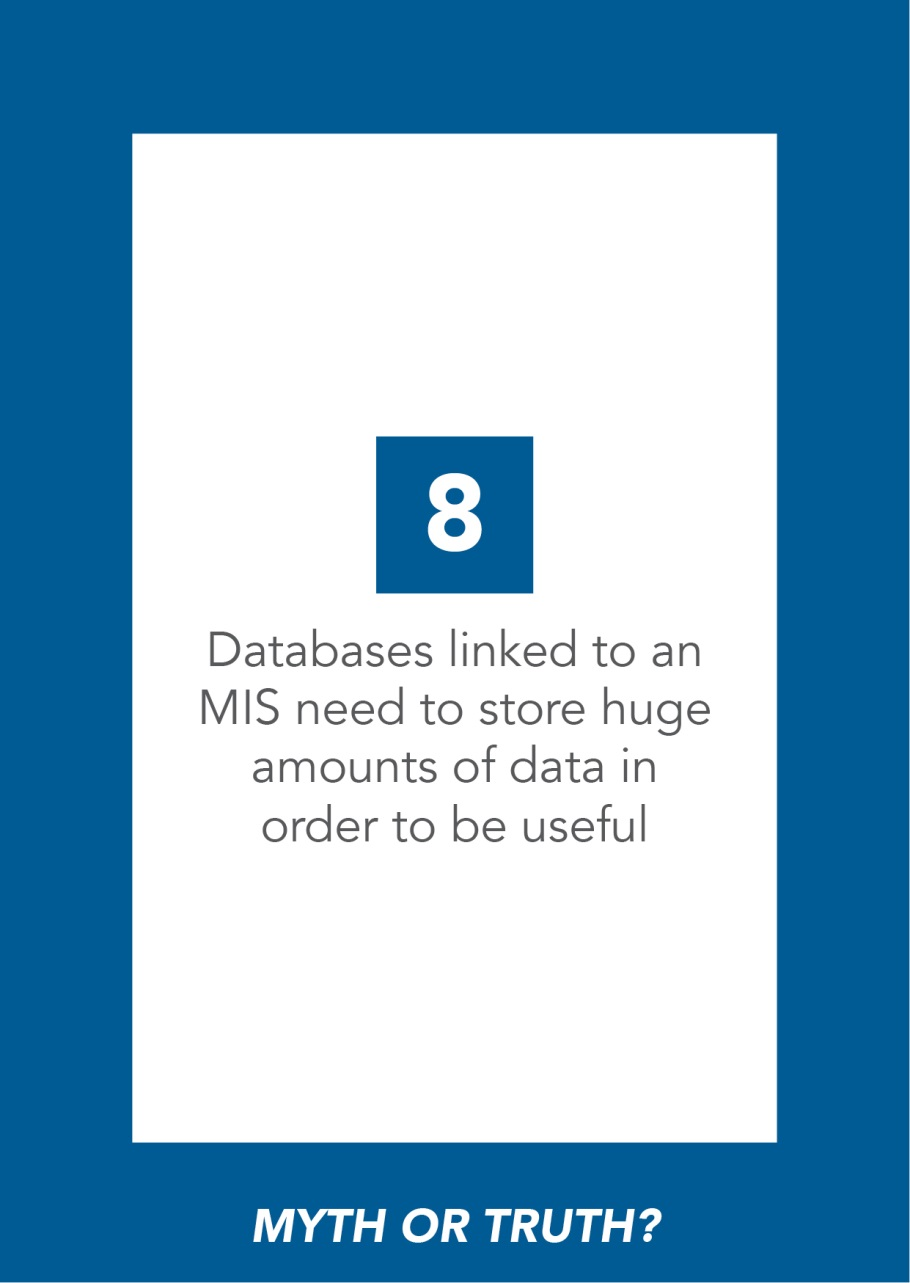 8
Databases linked to an
MIS need to store huge
amounts of data in
order to be useful
MYTH OR TRUTH?